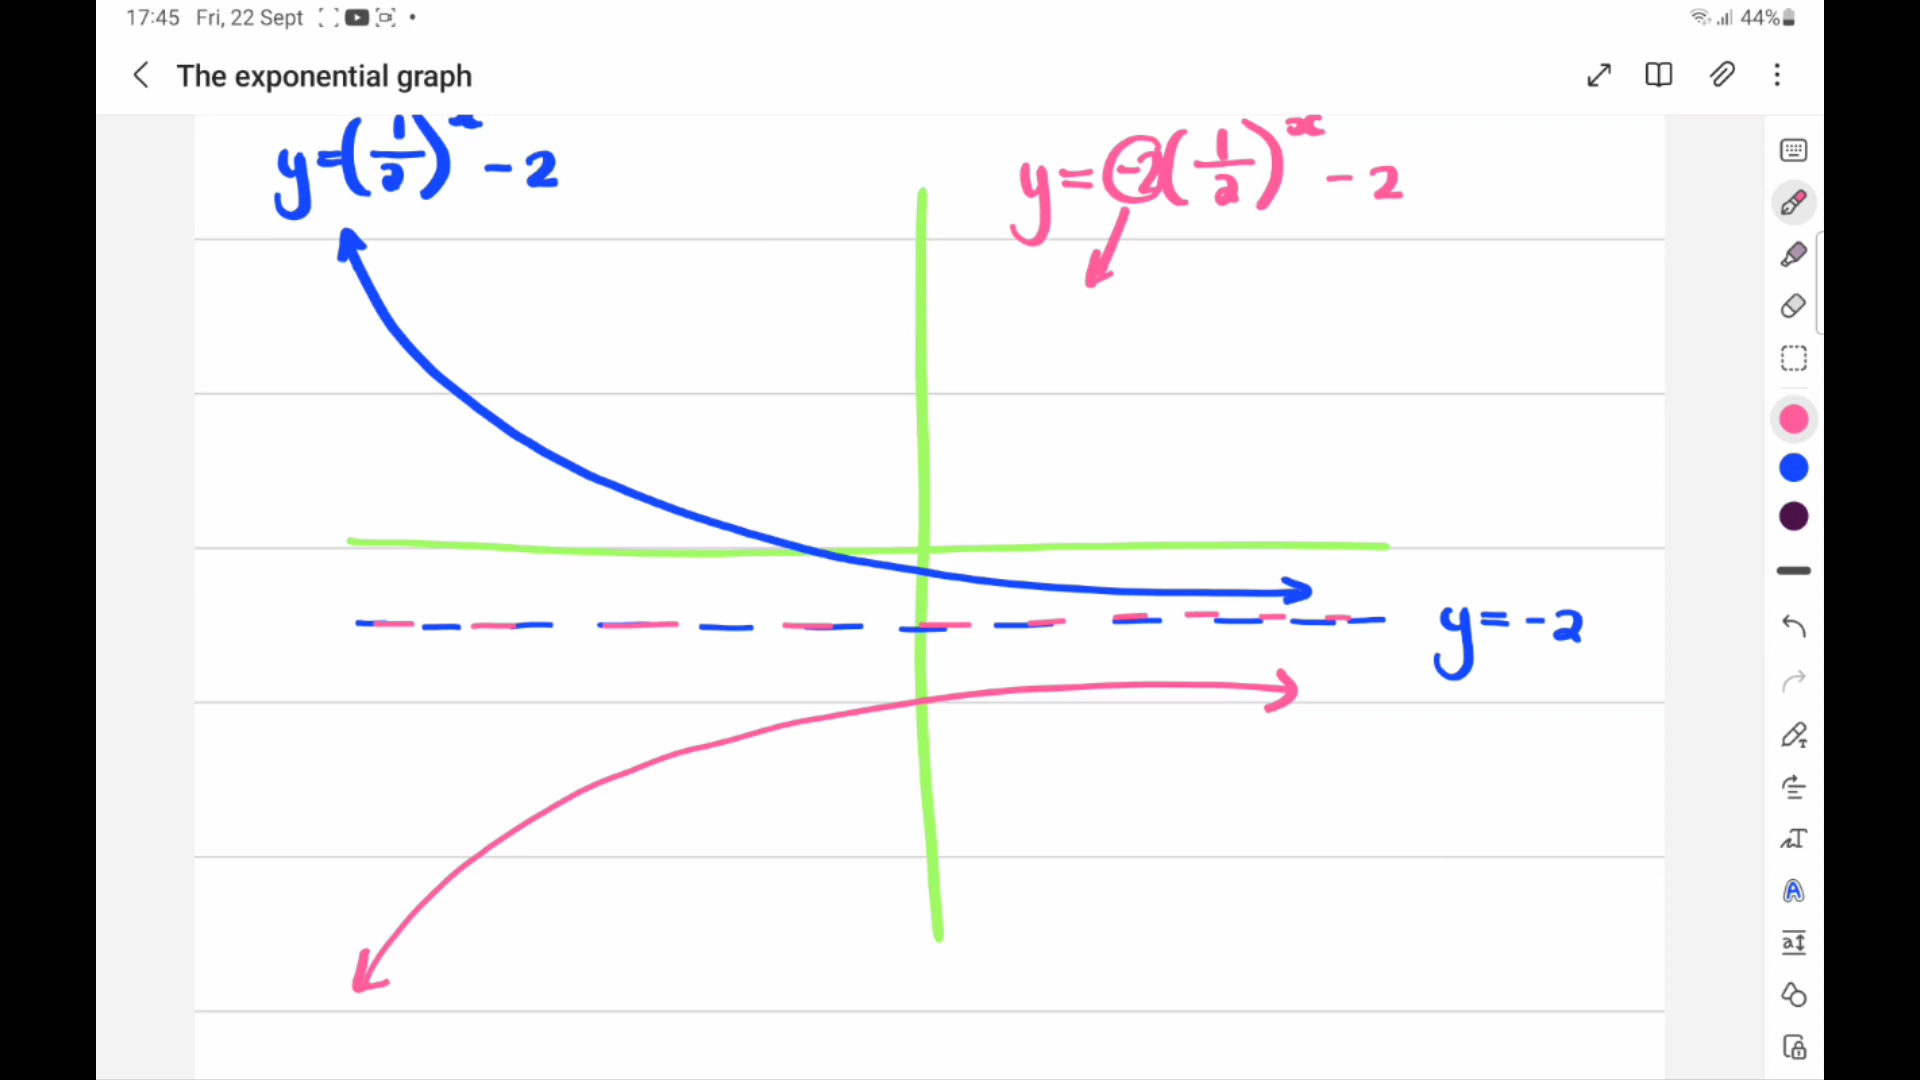 17:45 Fri, 22 Sept
44%
The exponential graph
y=(1/2)^x - 2
y = -2(1/2)^x - 2
y = -2